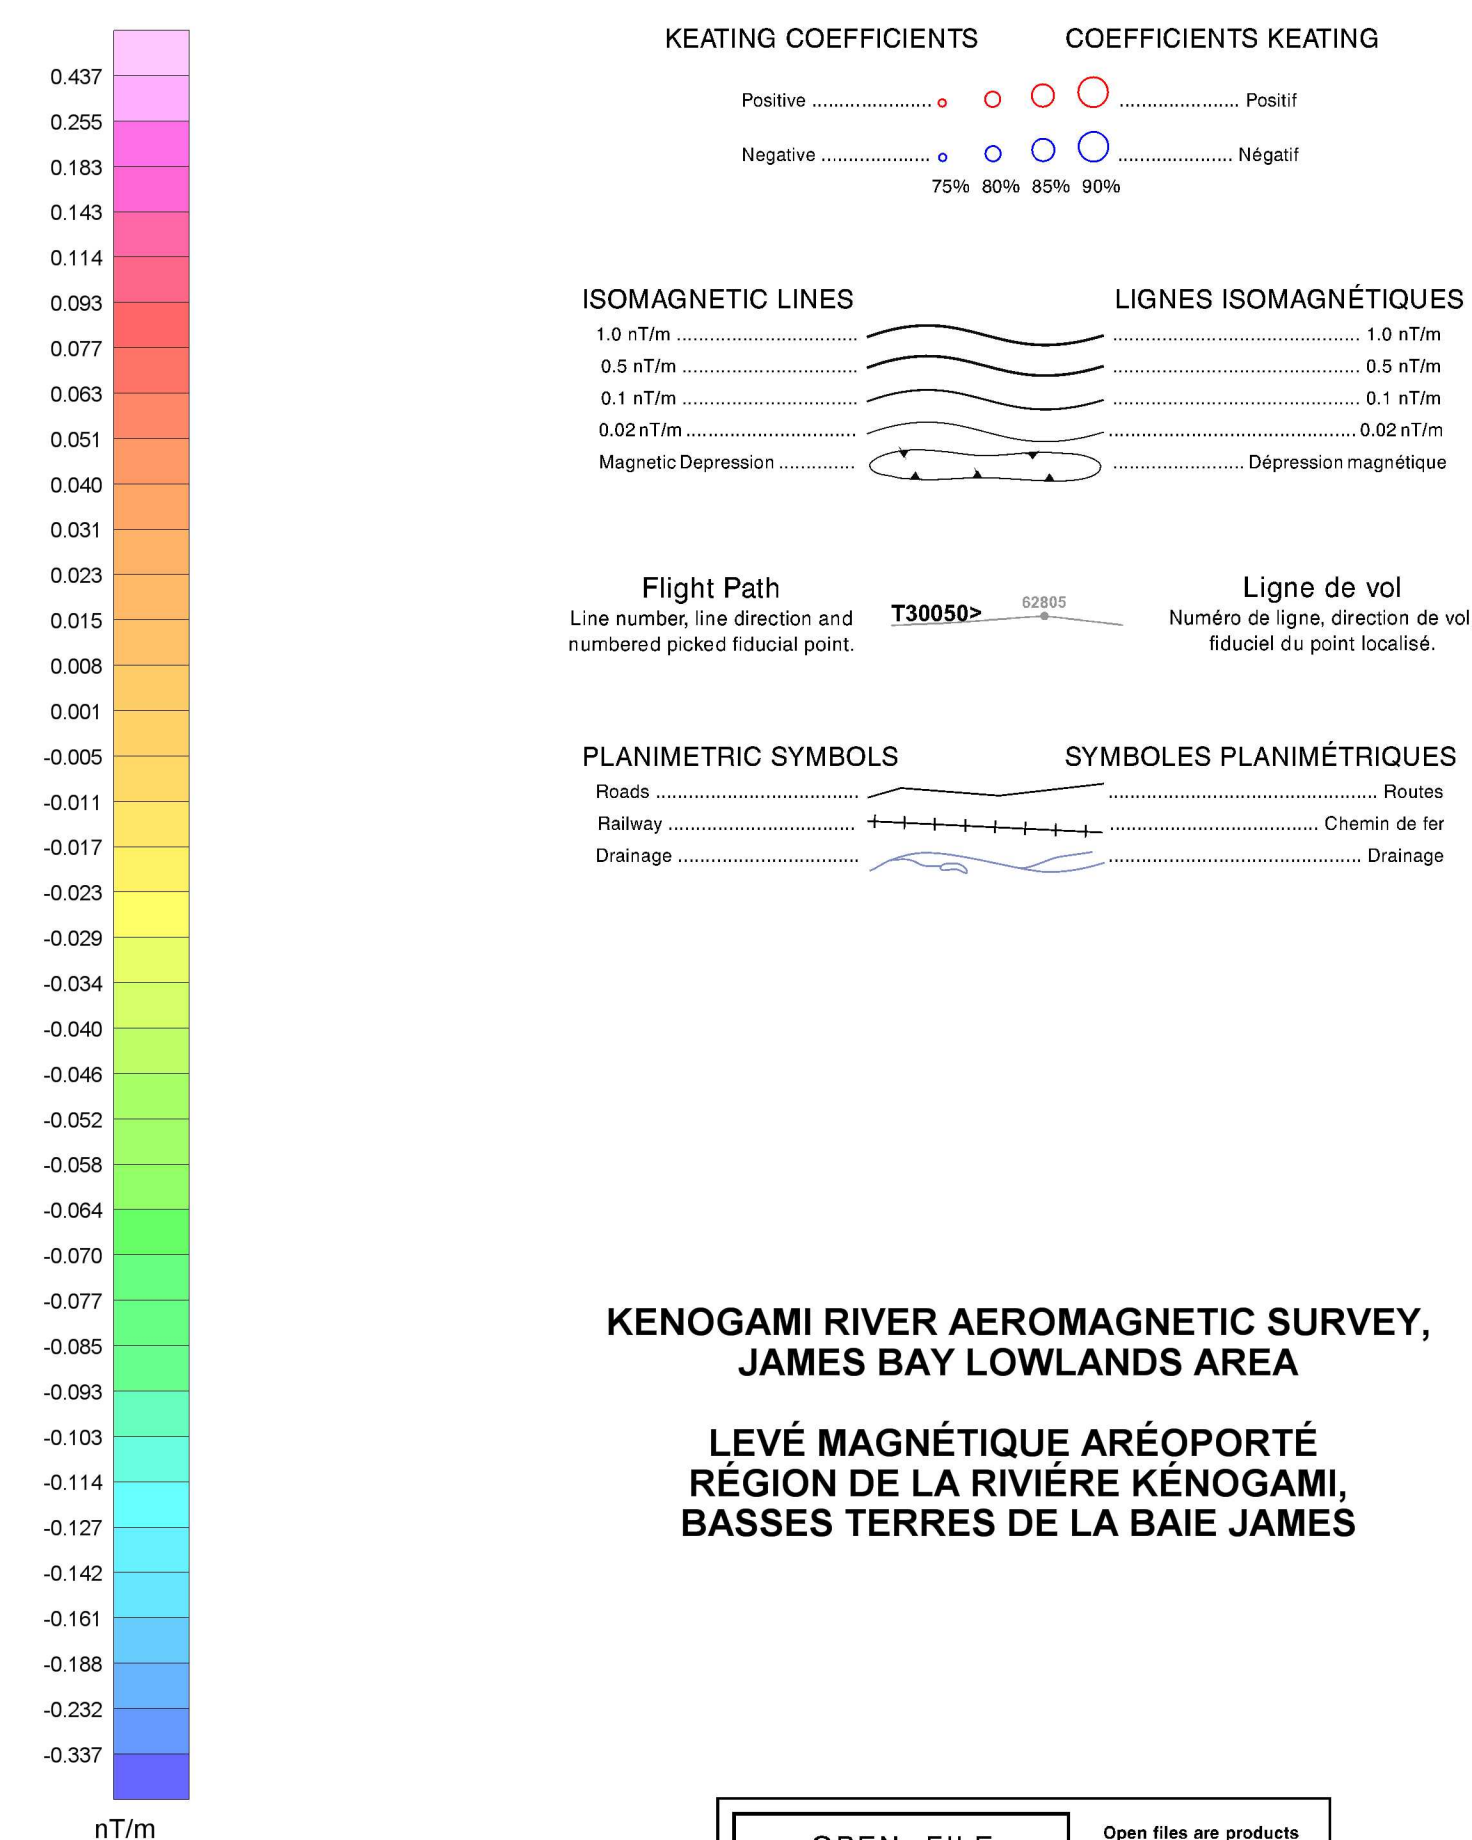 0.437
0.255
0.183
0.143
0.114
0.093
0.077
0.063
0.051
0.040
0.031
0.023
0.015
0.008
0.001
-0.005
-0.011
-0.017
-0.023
-0.029
-0.034
-0.040
-0.046
-0.052
-0.058
-0.064
-0.070
-0.077
-0.085
-0.093
-0.103
-0.114
-0.127
-0.142
-0.161
-0.188
-0.232
-0.337
nT/m
KEATING COEFFICIENTS COEFFICIENTS KEATING
Positive ...................... ...................... Positif
Negative .................... ..................... Négatif
75% 80% 85% 90%
ISOMAGNETIC LINES LIGNES ISOMAGNÉTIQUES
1.0 nT/m ................................. ............................................. 1.0 nT/m
0.5 nT/m ................................ ............................................. 0.5 nT/m
0.1 nT/m ................................ ............................................. 0.1 nT/m
0.02 nT/m ............................... ............................................. 0.02 nT/m
Magnetic Depression .............. ........................ Dépression magnétique
Flight Path T30050> 62805 Ligne de vol
Line number, line direction and Numéro de ligne, direction de vol
numbered picked fiducial point. fiduciel du point localisé.
PLANIMETRIC SYMBOLS SYMBOLES PLANIMÉTRIQUES
Roads ..................................... ................................................. Routes
Railway .................................. ...................................... Chemin de fer
Drainage ................................. .............................................. Drainage
KENOGAMI RIVER AEROMAGNETIC SURVEY,
JAMES BAY LOWLANDS AREA
LEVÉ MAGNÉTIQUE ARÉOPORTÉ
RÉGION DE LA RIVIÉRE KÉNOGAMI,
BASSES TERRES DE LA BAIE JAMES
OPEN FILE
Open files are products